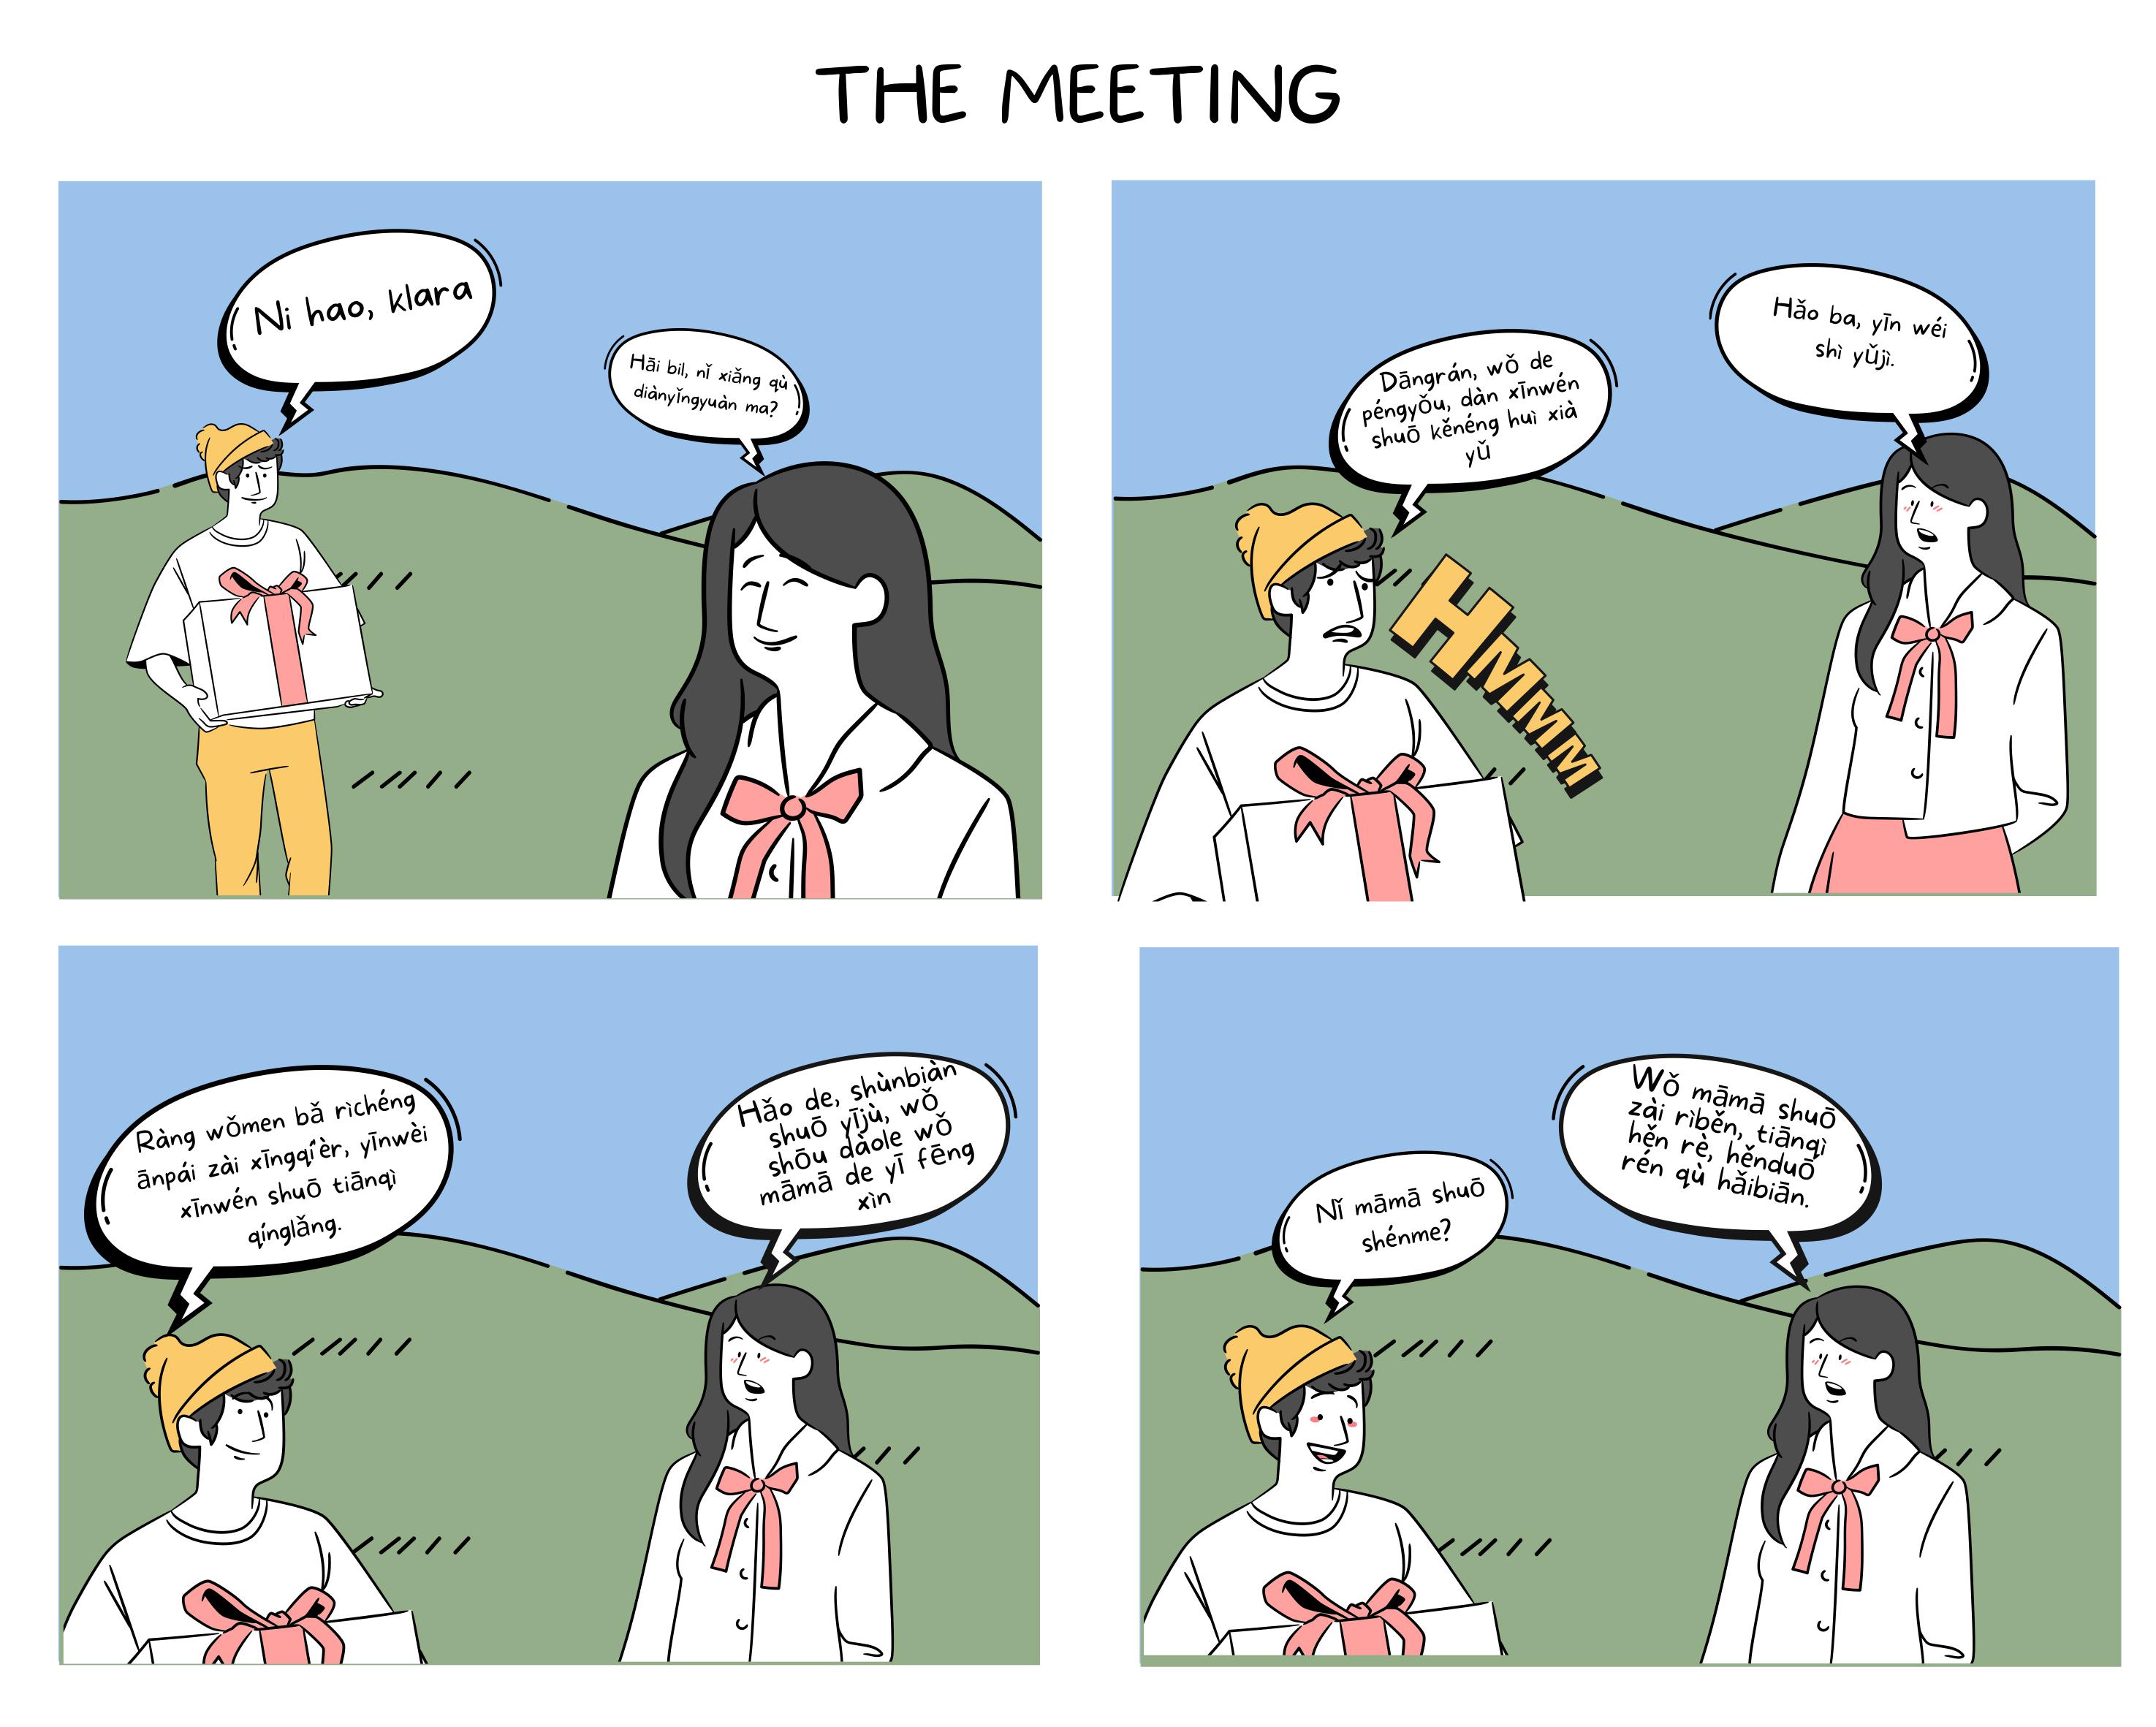 THE MEETING
Ni hao, klara
Hāi bil, nǐ xiǎng qù
diànyǐngyuàn ma?
Dāngrán, wǒ de
péngyǒu, dàn xīnwén
shuō kěnéng huì xià
yǔ
Hǎo ba, yīn wéi
shì yǔjì.
HMMMM
Ràng wǒmen bǎ rìchéng
ānpái zài xīngqí'èr, yīnwèi
xīnwén shuō tiānqì
qínglǎng.
Hǎo de, shùnbiàn
shuō yījù, wǒ
shōu dàole wǒ
māmā de yī fēng
xìn
Nǐ māmā shuō
shénme?
Wǒ māmā shuō
zài rìběn, tiānqì
hěn rè, hěnduō
rén qù hǎibiān.